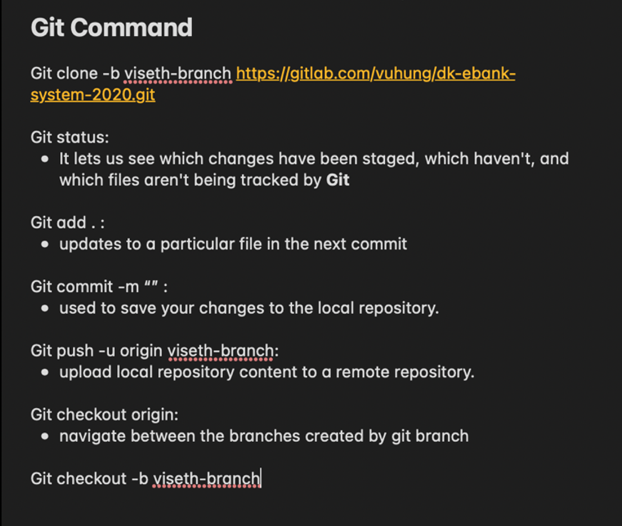 Git Command
Git clone -b viseth-branch https://gitlab.com/vuhung/dk-ebank-
system-2020.git
Git status:
• It lets us see which changes have been staged, which haven't, and
which files aren't being tracked by Git
Git add . :
• updates to a particular file in the next commit
Git commit -m “” :
• used to save your changes to the local repository.
Git push -u origin viseth-branch:
• upload local repository content to a remote repository.
Git checkout origin:
• navigate between the branches created by git branch
Git checkout -b viseth-branch